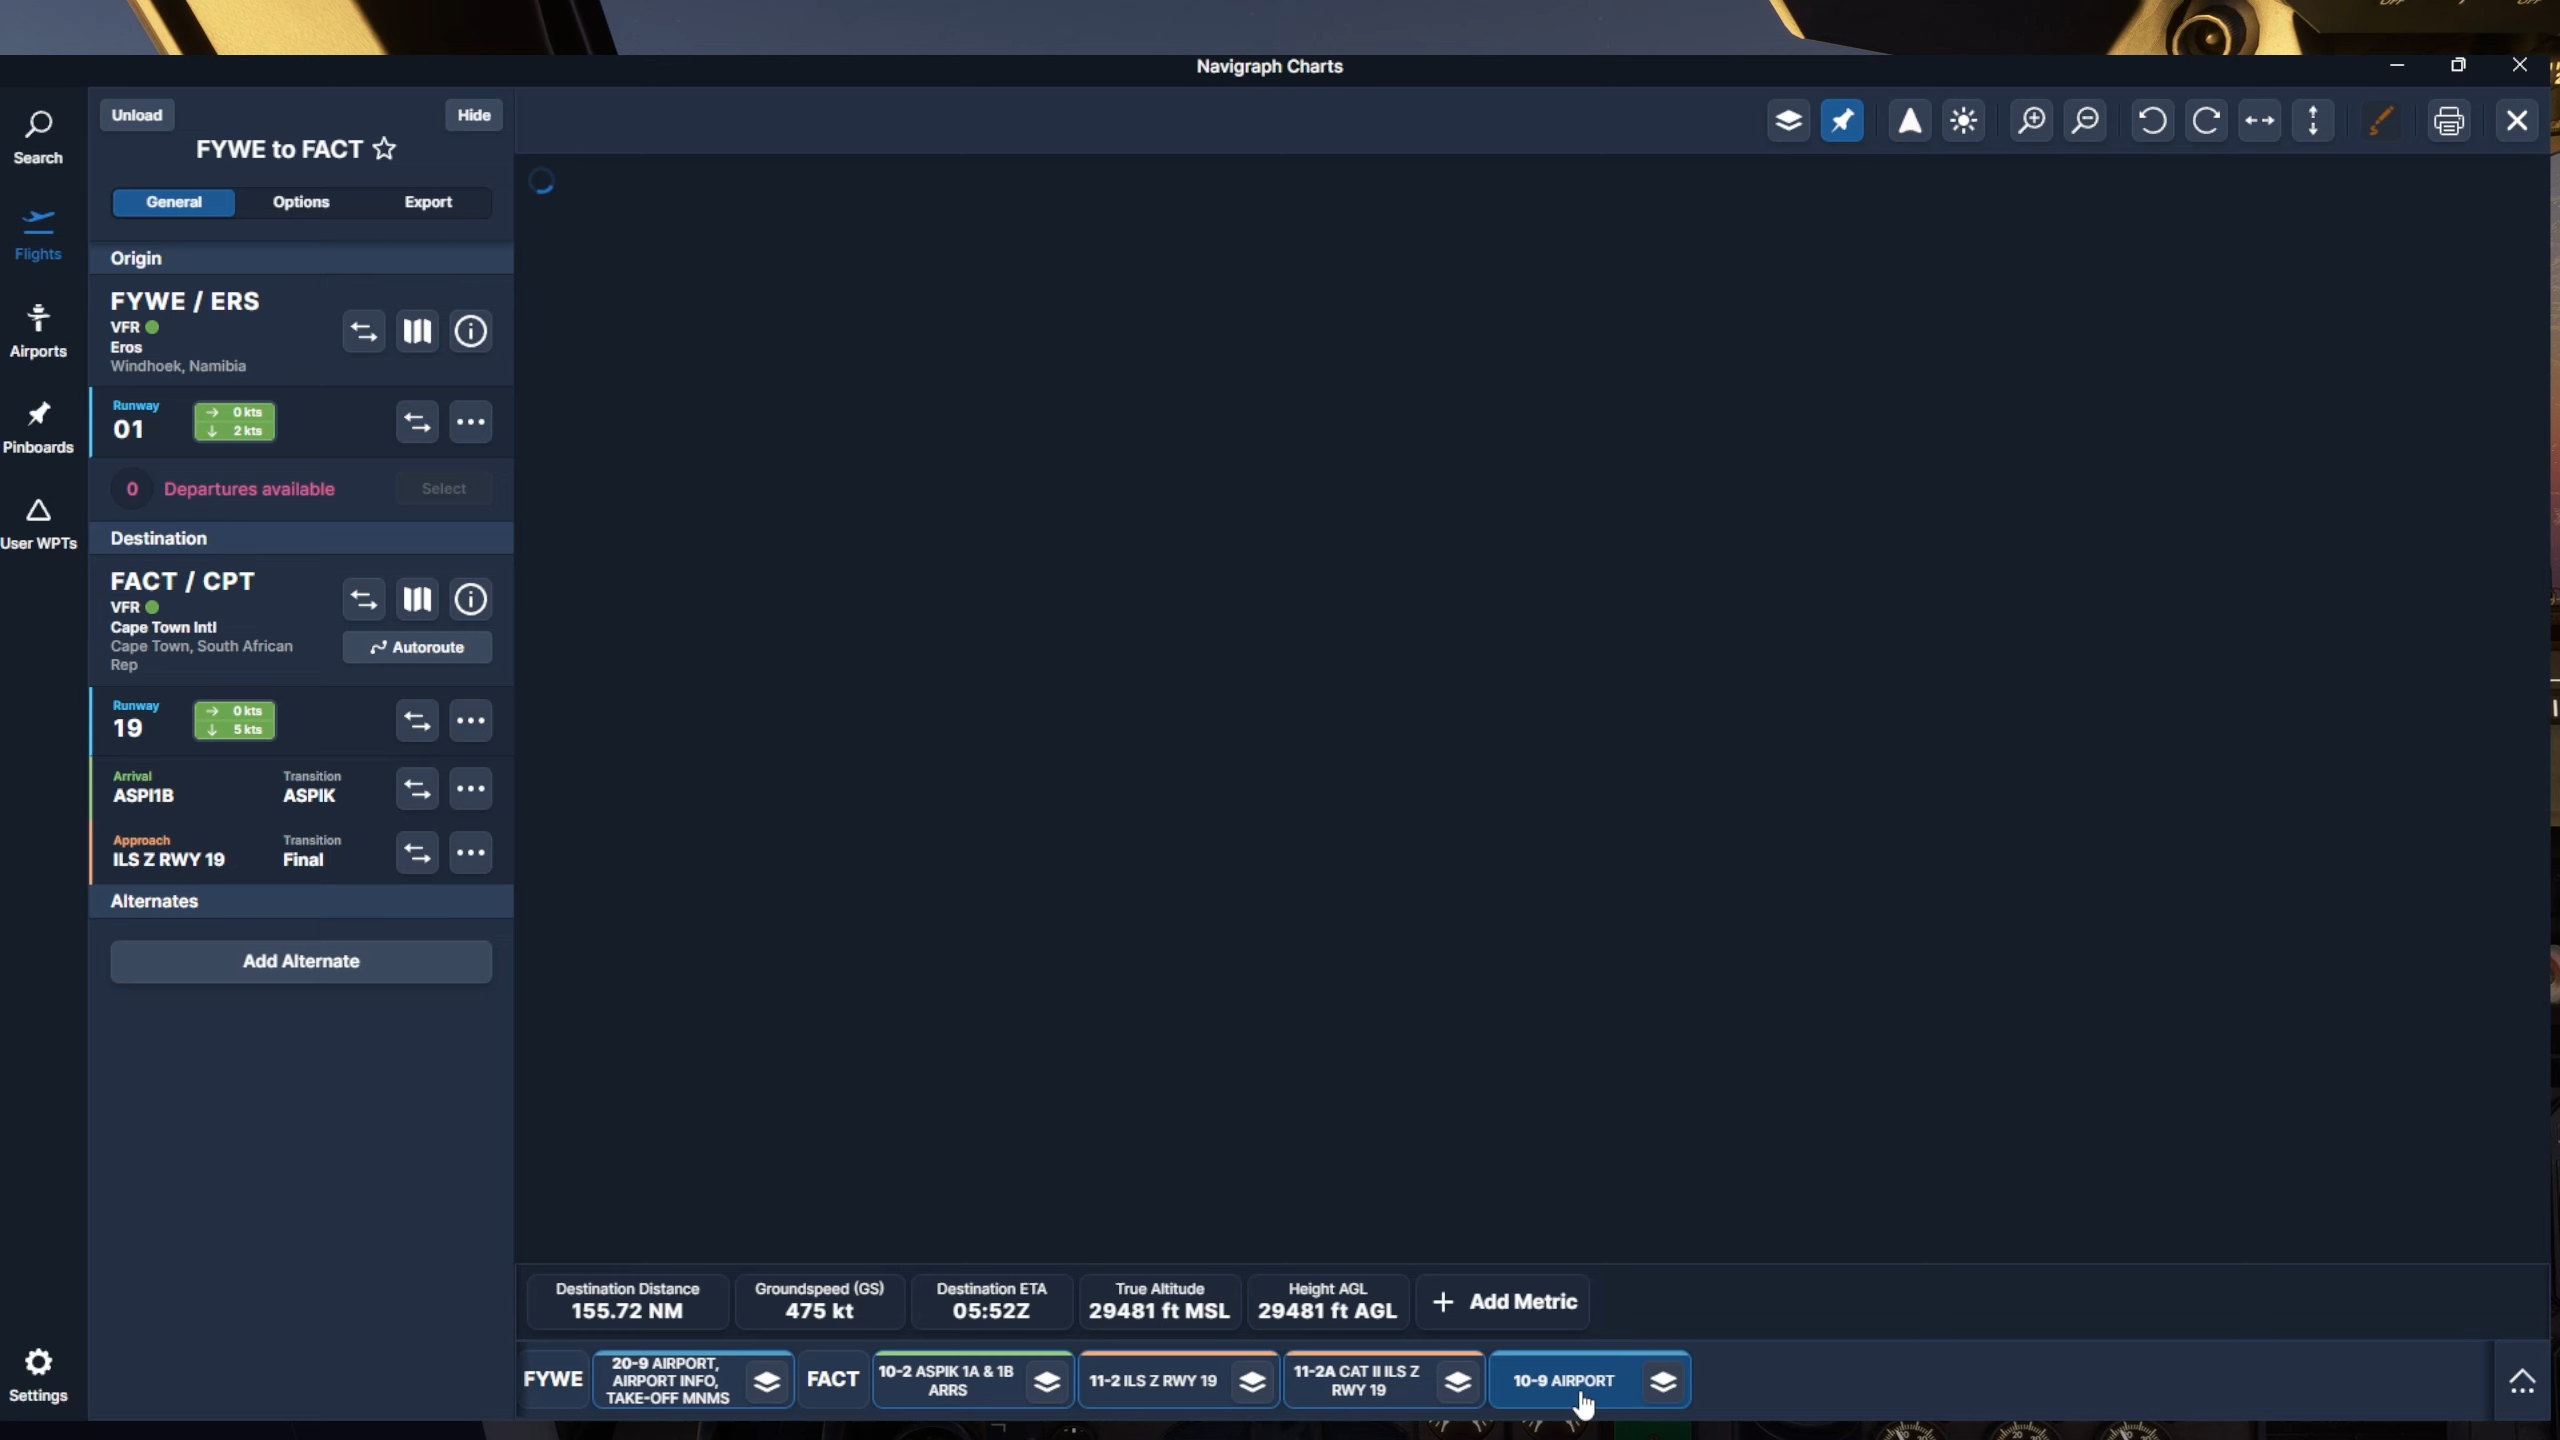 Navigraph Charts
Search
Flights
Airports
Pinboards
User WPTs
Settings
Unload
Hide
FYWE to FACT
General
Options
Export
Origin
FYWE / ERS
VFR
Eros
Windhoek, Namibia
Runway
01
0 kts
2 kts
0 Departures available
Select
Destination
FACT / CPT
VFR
Cape Town Intl
Cape Town, South African
Rep
Autoroute
Runway
19
0 kts
5 kts
Arrival
ASPI1B
Transition
ASPIK
Approach
ILS Z RWY 19
Transition
Final
Alternates
Add Alternate
Destination Distance
155.72 NM
Groundspeed (GS)
475 kt
Destination ETA
05:52Z
True Altitude
29481 ft MSL
Height AGL
29481 ft AGL
+ Add Metric
FYWE
20-9 AIRPORT,
AIRPORT INFO,
TAKE-OFF MNMS
FACT
10-2 ASPIK 1A & 1B
ARRS
11-2 ILS Z RWY 19
11-2A CAT II ILS Z
RWY 19
10-9 AIRPORT